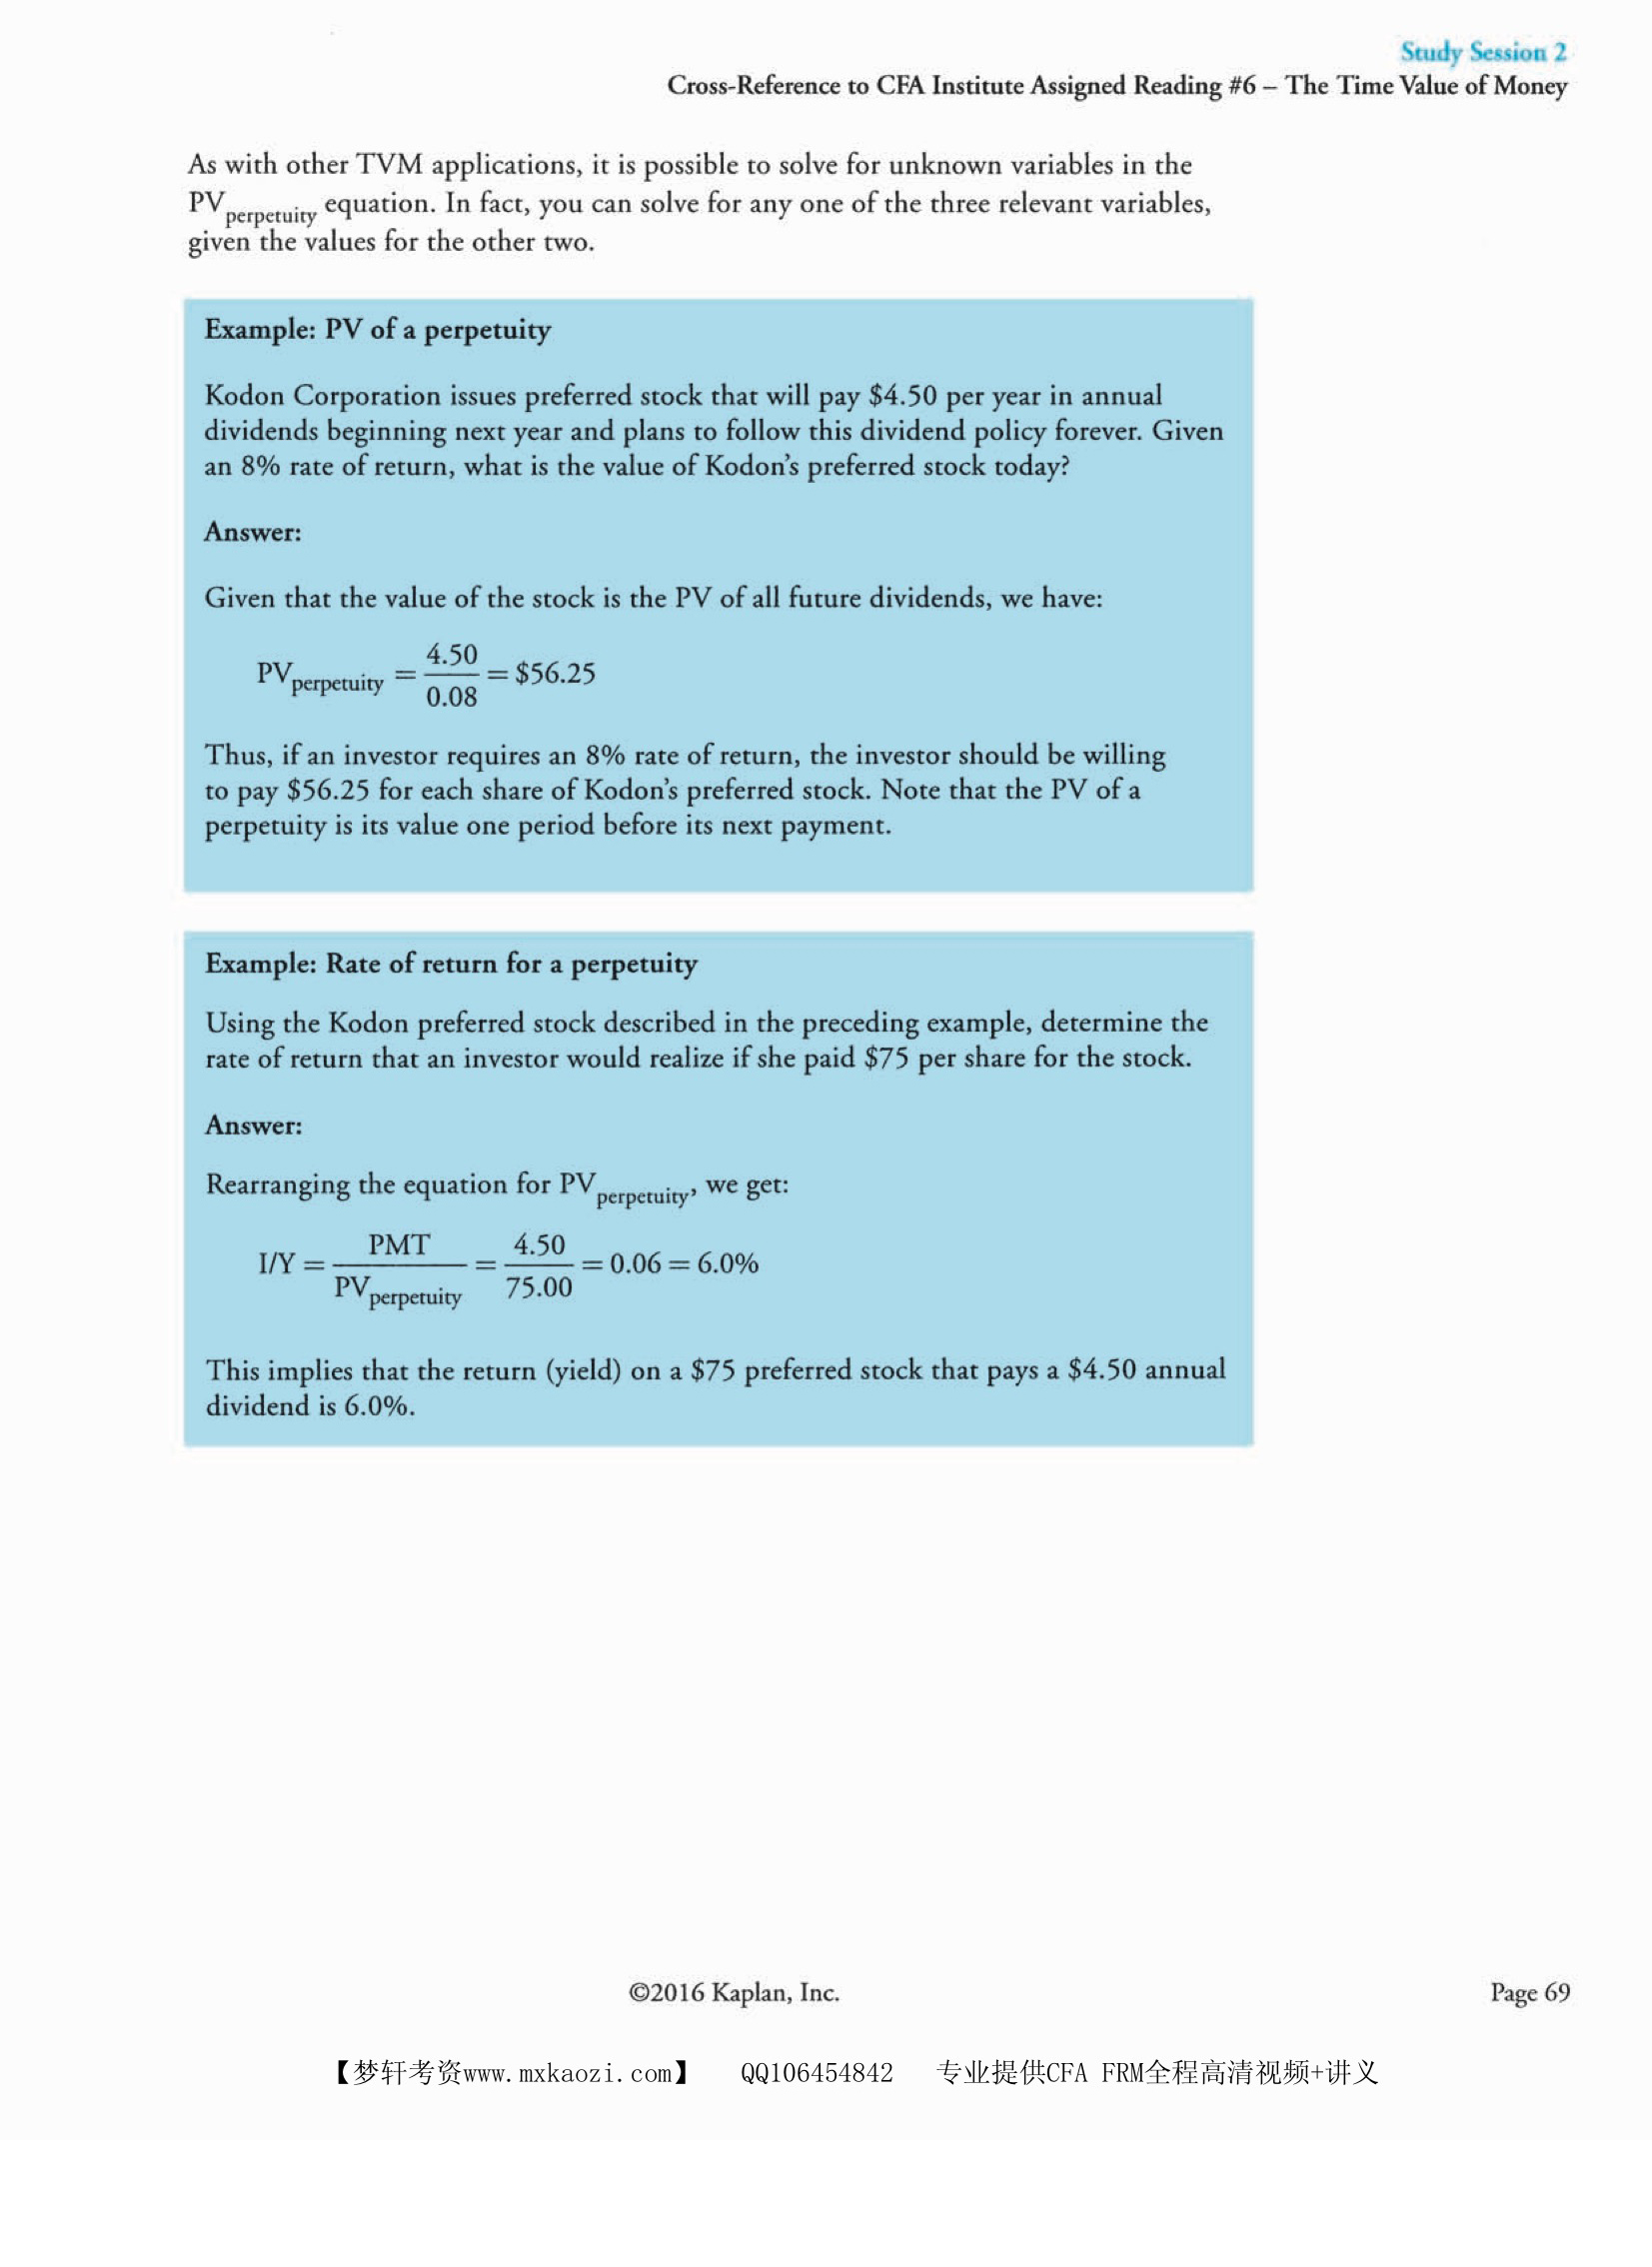 Study Session 2
Cross-Reference to CFA Institute Assigned Reading #6 – The Time Value of Money
As with other TVM applications, it is possible to solve for unknown variables in the
PVperpetuity equation. In fact, you can solve for any one of the three relevant variables,
given the values for the other two.
Example: PV of a perpetuity
Kodon Corporation issues preferred stock that will pay $4.50 per year in annual
dividends beginning next year and plans to follow this dividend policy forever. Given
an 8% rate of return, what is the value of Kodon’s preferred stock today?
Answer:
Given that the value of the stock is the PV of all future dividends, we have:
PVperpetuity = 4.50 / 0.08 = $56.25
Thus, if an investor requires an 8% rate of return, the investor should be willing
to pay $56.25 for each share of Kodon’s preferred stock. Note that the PV of a
perpetuity is its value one period before its next payment.
Example: Rate of return for a perpetuity
Using the Kodon preferred stock described in the preceding example, determine the
rate of return that an investor would realize if she paid $75 per share for the stock.
Answer:
Rearranging the equation for PVperpetuity, we get:
I/Y = PMT / PVperpetuity = 4.50 / 75.00 = 0.06 = 6.0%
This implies that the return (yield) on a $75 preferred stock that pays a $4.50 annual
dividend is 6.0%.
©2016 Kaplan, Inc.
Page 69
【梦轩考资www.mxkaozi.com】 QQ106454842 专业提供CFA FRM全程高清视频+讲义